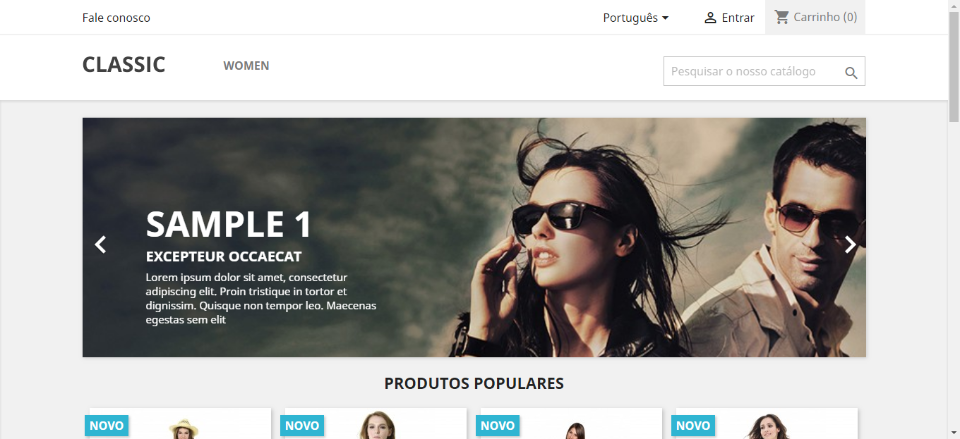 Fale conosco
Português
Entrar
Carrinho (0)
CLASSIC
WOMEN
Pesquisar o nosso catálogo
SAMPLE 1
EXCEPTEUR OCCAECAT
Lorem ipsum dolor sit amet, consectetur
adipiscing elit. Proin tristique in tortor et
dignissim. Quisque non tempor leo. Maecenas
egestas sem elit
PRODUTOS POPULARES
NOVO
NOVO
NOVO
NOVO